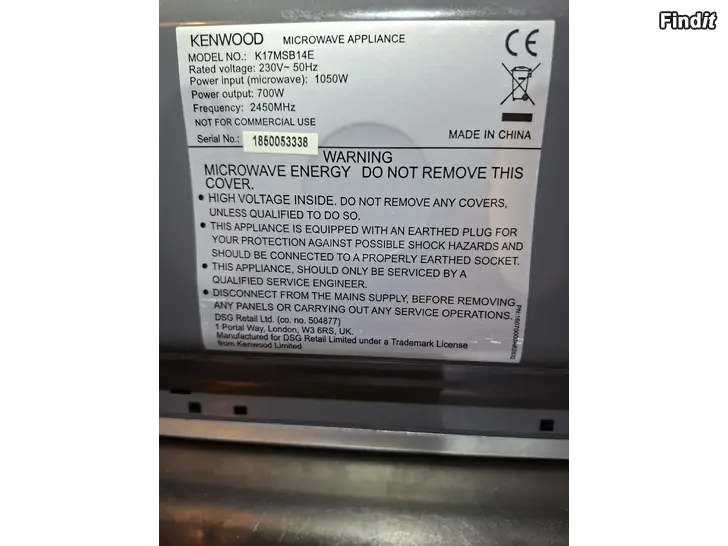 Findit
KENWOOD MICROWAVE APPLIANCE
MODEL NO.: K17MSB14E
Rated voltage: 230V~ 50Hz
Power input (microwave): 1050W
Power output: 700W
Frequency: 2450MHz
NOT FOR COMMERCIAL USE
Serial No.: 1850053338
CE
MADE IN CHINA
WARNING
MICROWAVE ENERGY DO NOT REMOVE THIS
COVER.
• HIGH VOLTAGE INSIDE. DO NOT REMOVE ANY COVERS,
UNLESS QUALIFIED TO DO SO.
• THIS APPLIANCE IS EQUIPPED WITH AN EARTHED PLUG FOR
YOUR PROTECTION AGAINST POSSIBLE SHOCK HAZARDS AND
SHOULD BE CONNECTED TO A PROPERLY EARTHED SOCKET.
• THIS APPLIANCE, SHOULD ONLY BE SERVICED BY A
QUALIFIED SERVICE ENGINEER.
• DISCONNECT FROM THE MAINS SUPPLY, BEFORE REMOVING
ANY PANELS OR CARRYING OUT ANY SERVICE OPERATIONS.
DSG Retail Ltd. (co. no. 504877)
1 Portal Way, London, W3 6RS, UK.
Manufactured for DSG Retail Limited under a Trademark License
from Kenwood Limited